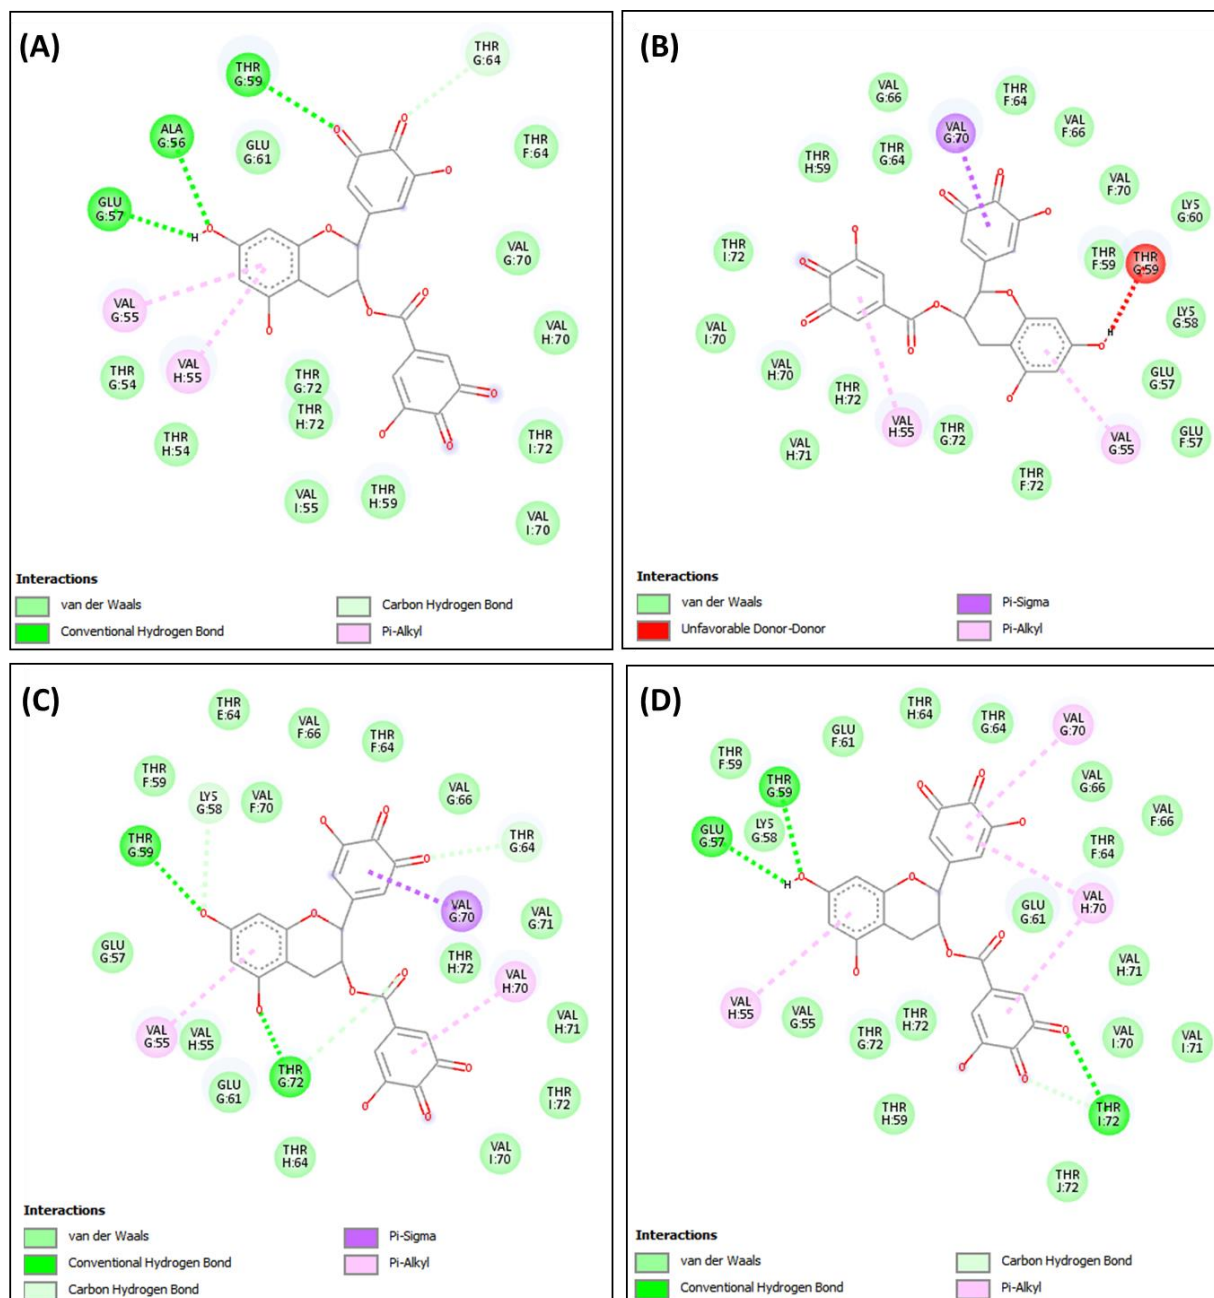 (A)
THR
G:64
THR
G:59
ALA
G:56
GLU
G:61
THR
F:64
GLU
G:57
H
O
O
O
O
O
VAL
G:70
VAL
G:55
O
O
O
VAL
H:70
VAL
H:55
THR
G:54
THR
G:72
THR
H:72
O
O
O
THR
I:72
THR
H:54
VAL
I:55
THR
H:59
VAL
I:70
Interactions
van der Waals
Conventional Hydrogen Bond
Carbon Hydrogen Bond
Pi-Alkyl
(B)
VAL
G:66
THR
F:64
VAL
G:70
VAL
F:66
THR
H:59
THR
G:64
VAL
F:70
LYS
G:60
O
O
O
THR
I:72
THR
F:59
THR
G:59
O
O
O
O
O
O
O
H
O
O
LYS
G:58
VAL
I:70
VAL
H:70
THR
H:72
GLU
G:57
VAL
H:71
VAL
H:55
THR
G:72
VAL
G:55
GLU
F:57
THR
F:72
Interactions
van der Waals
Unfavorable Donor-Donor
Pi-Sigma
Pi-Alkyl
(C)
THR
E:64
VAL
F:66
THR
F:64
THR
F:59
LYS
G:58
VAL
F:70
VAL
G:66
THR
G:59
THR
G:64
O
O
O
O
O
VAL
G:70
VAL
G:71
GLU
G:57
THR
H:72
VAL
H:70
O
O
O
VAL
G:55
VAL
H:55
VAL
H:71
THR
G:72
GLU
G:61
O
O
O
THR
I:72
THR
H:64
VAL
I:70
Interactions
van der Waals
Conventional Hydrogen Bond
Carbon Hydrogen Bond
Pi-Sigma
Pi-Alkyl
(D)
THR
H:64
THR
G:64
VAL
G:70
GLU
F:61
THR
F:59
THR
G:59
VAL
G:66
VAL
F:66
GLU
G:57
LYS
G:58
THR
F:64
O
O
O
H
O
O
GLU
G:61
VAL
H:70
O
O
O
VAL
H:71
VAL
H:55
VAL
G:55
THR
G:72
THR
H:72
VAL
I:70
VAL
I:71
O
O
O
THR
H:59
THR
I:72
THR
J:72
Interactions
van der Waals
Conventional Hydrogen Bond
Carbon Hydrogen Bond
Pi-Alkyl